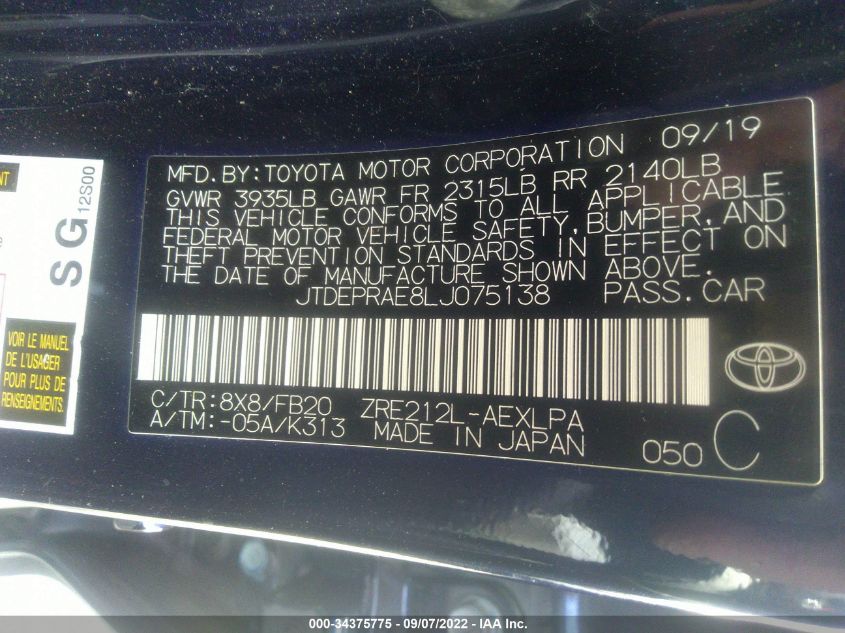 MFD. BY: TOYOTA MOTOR CORPORATION 09/19
GVWR 3935LB GAWR FR 2315LB RR 2140LB
THIS VEHICLE CONFORMS TO ALL APPLICABLE
FEDERAL MOTOR VEHICLE SAFETY, BUMPER, AND
THEFT PREVENTION STANDARDS IN EFFECT ON
THE DATE OF MANUFACTURE SHOWN ABOVE.
JTDEPRAE8LJ075138 PASS. CAR
C/TR: 8X8/FB20 ZRE212L-AEXLPA
A/TM: -05A/K313 MADE IN JAPAN
050 C
NT
SG 12S00
VOIR LE MANUEL
DE L'USAGER
POUR PLUS DE
RENSEIGNEMENTS.
000-34375775 - 09/07/2022 - IAA Inc.